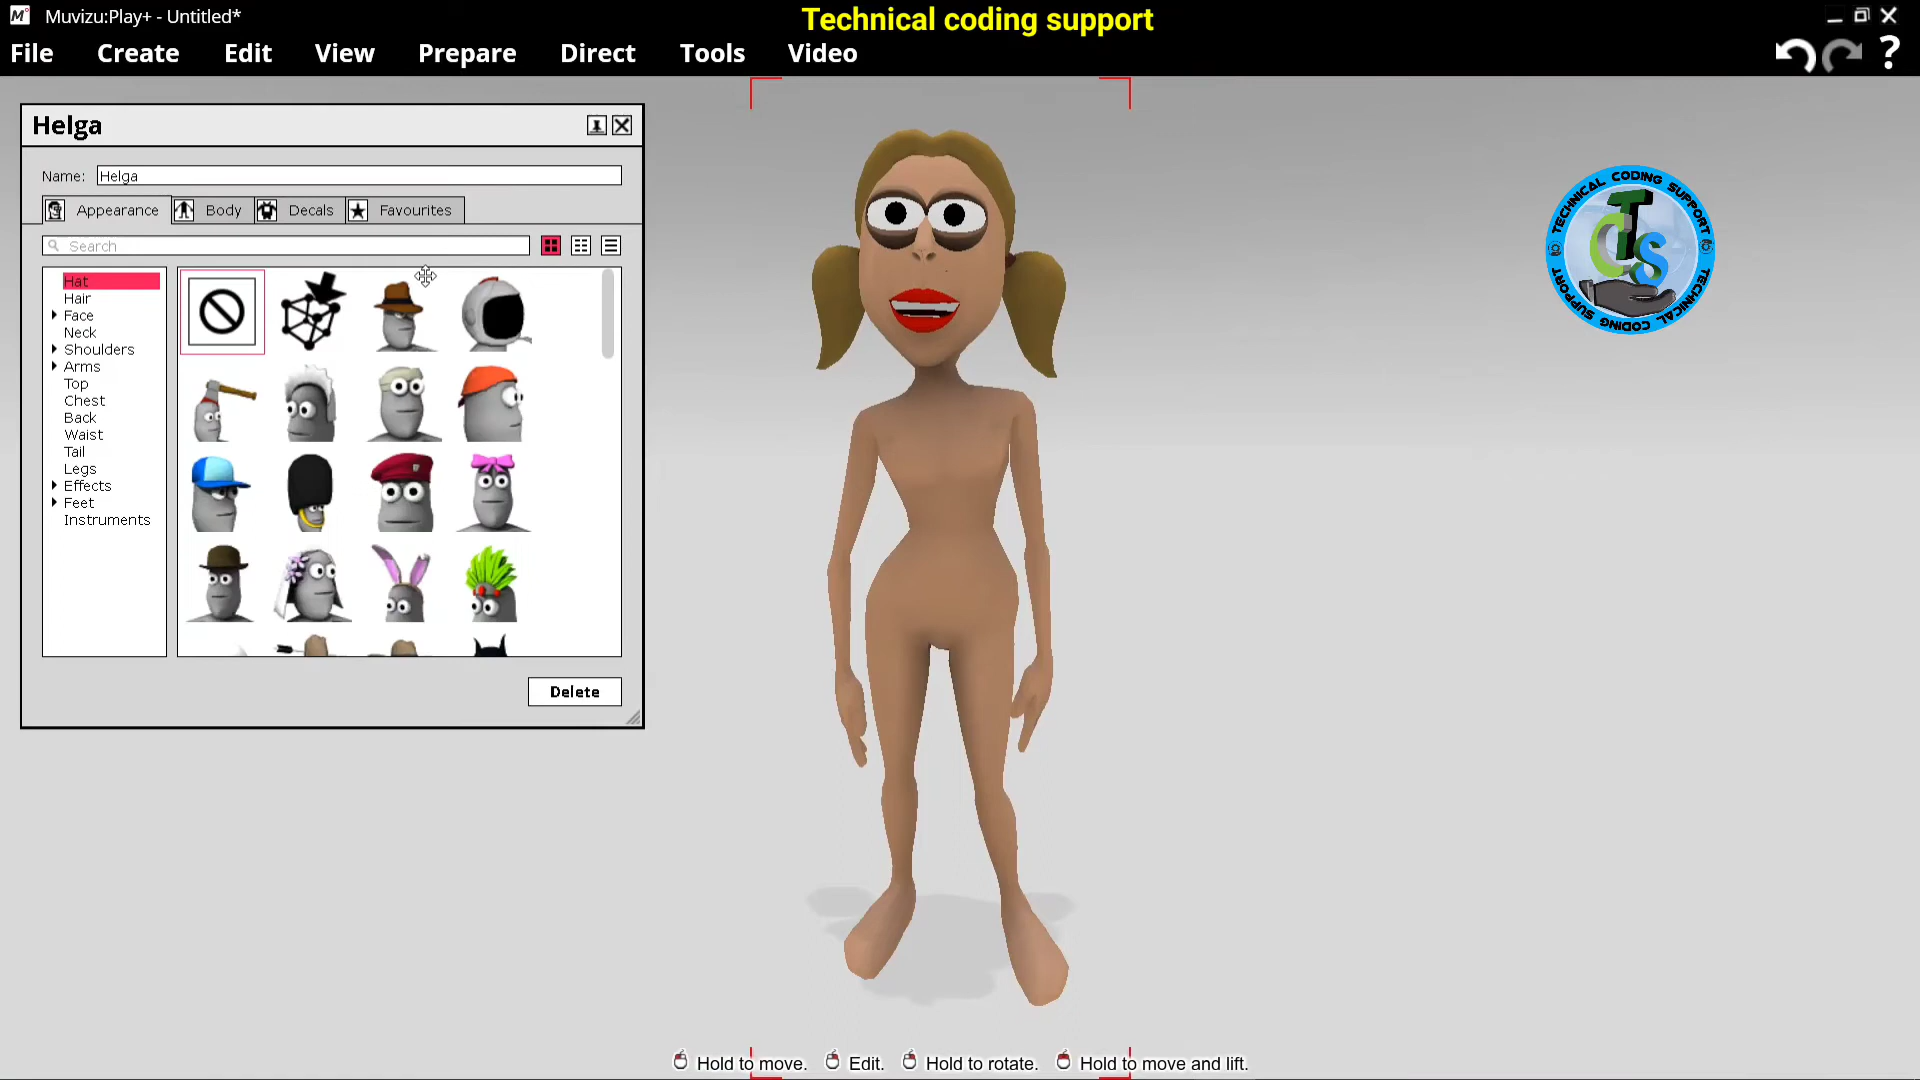 Muvizu:Play+ - Untitled*
Technical coding support
File Create Edit View Prepare Direct Tools Video
?
Helga
Name: Helga
Appearance Body Decals Favourites
Search
Hat
Hair
Face
Neck
Shoulders
Arms
Top
Chest
Back
Waist
Tail
Legs
Effects
Feet
Instruments
Delete
TECHNICAL CODING SUPPORT
TCS
TECHNICAL CODING SUPPORT
Hold to move. Edit. Hold to rotate. Hold to move and lift.